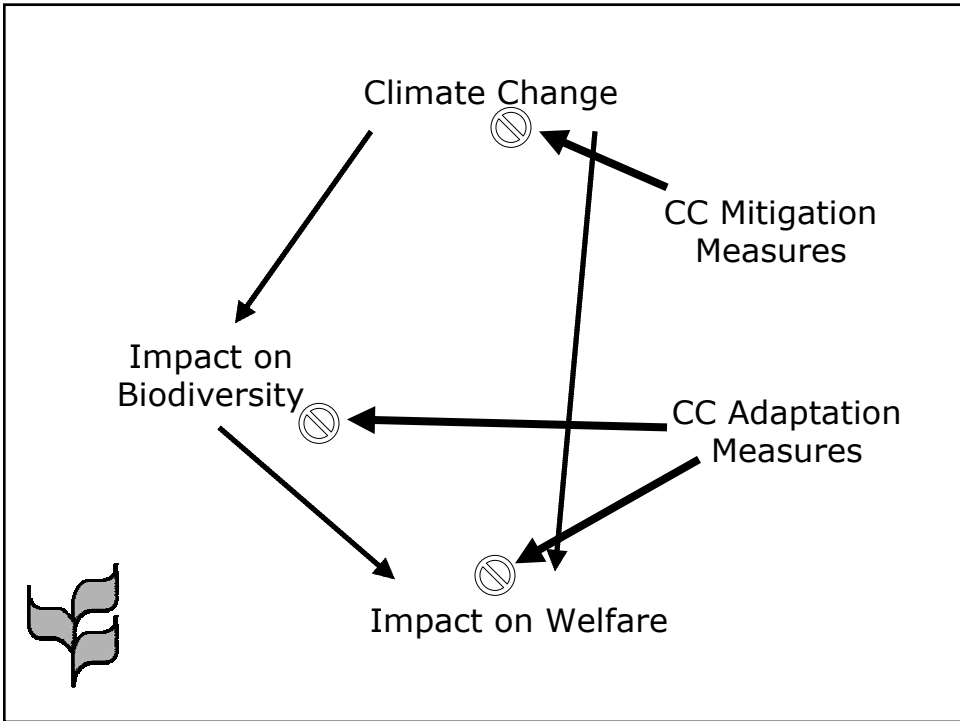 Climate Change
CC Mitigation
Measures
Impact on
Biodiversity
CC Adaptation
Measures
Impact on Welfare